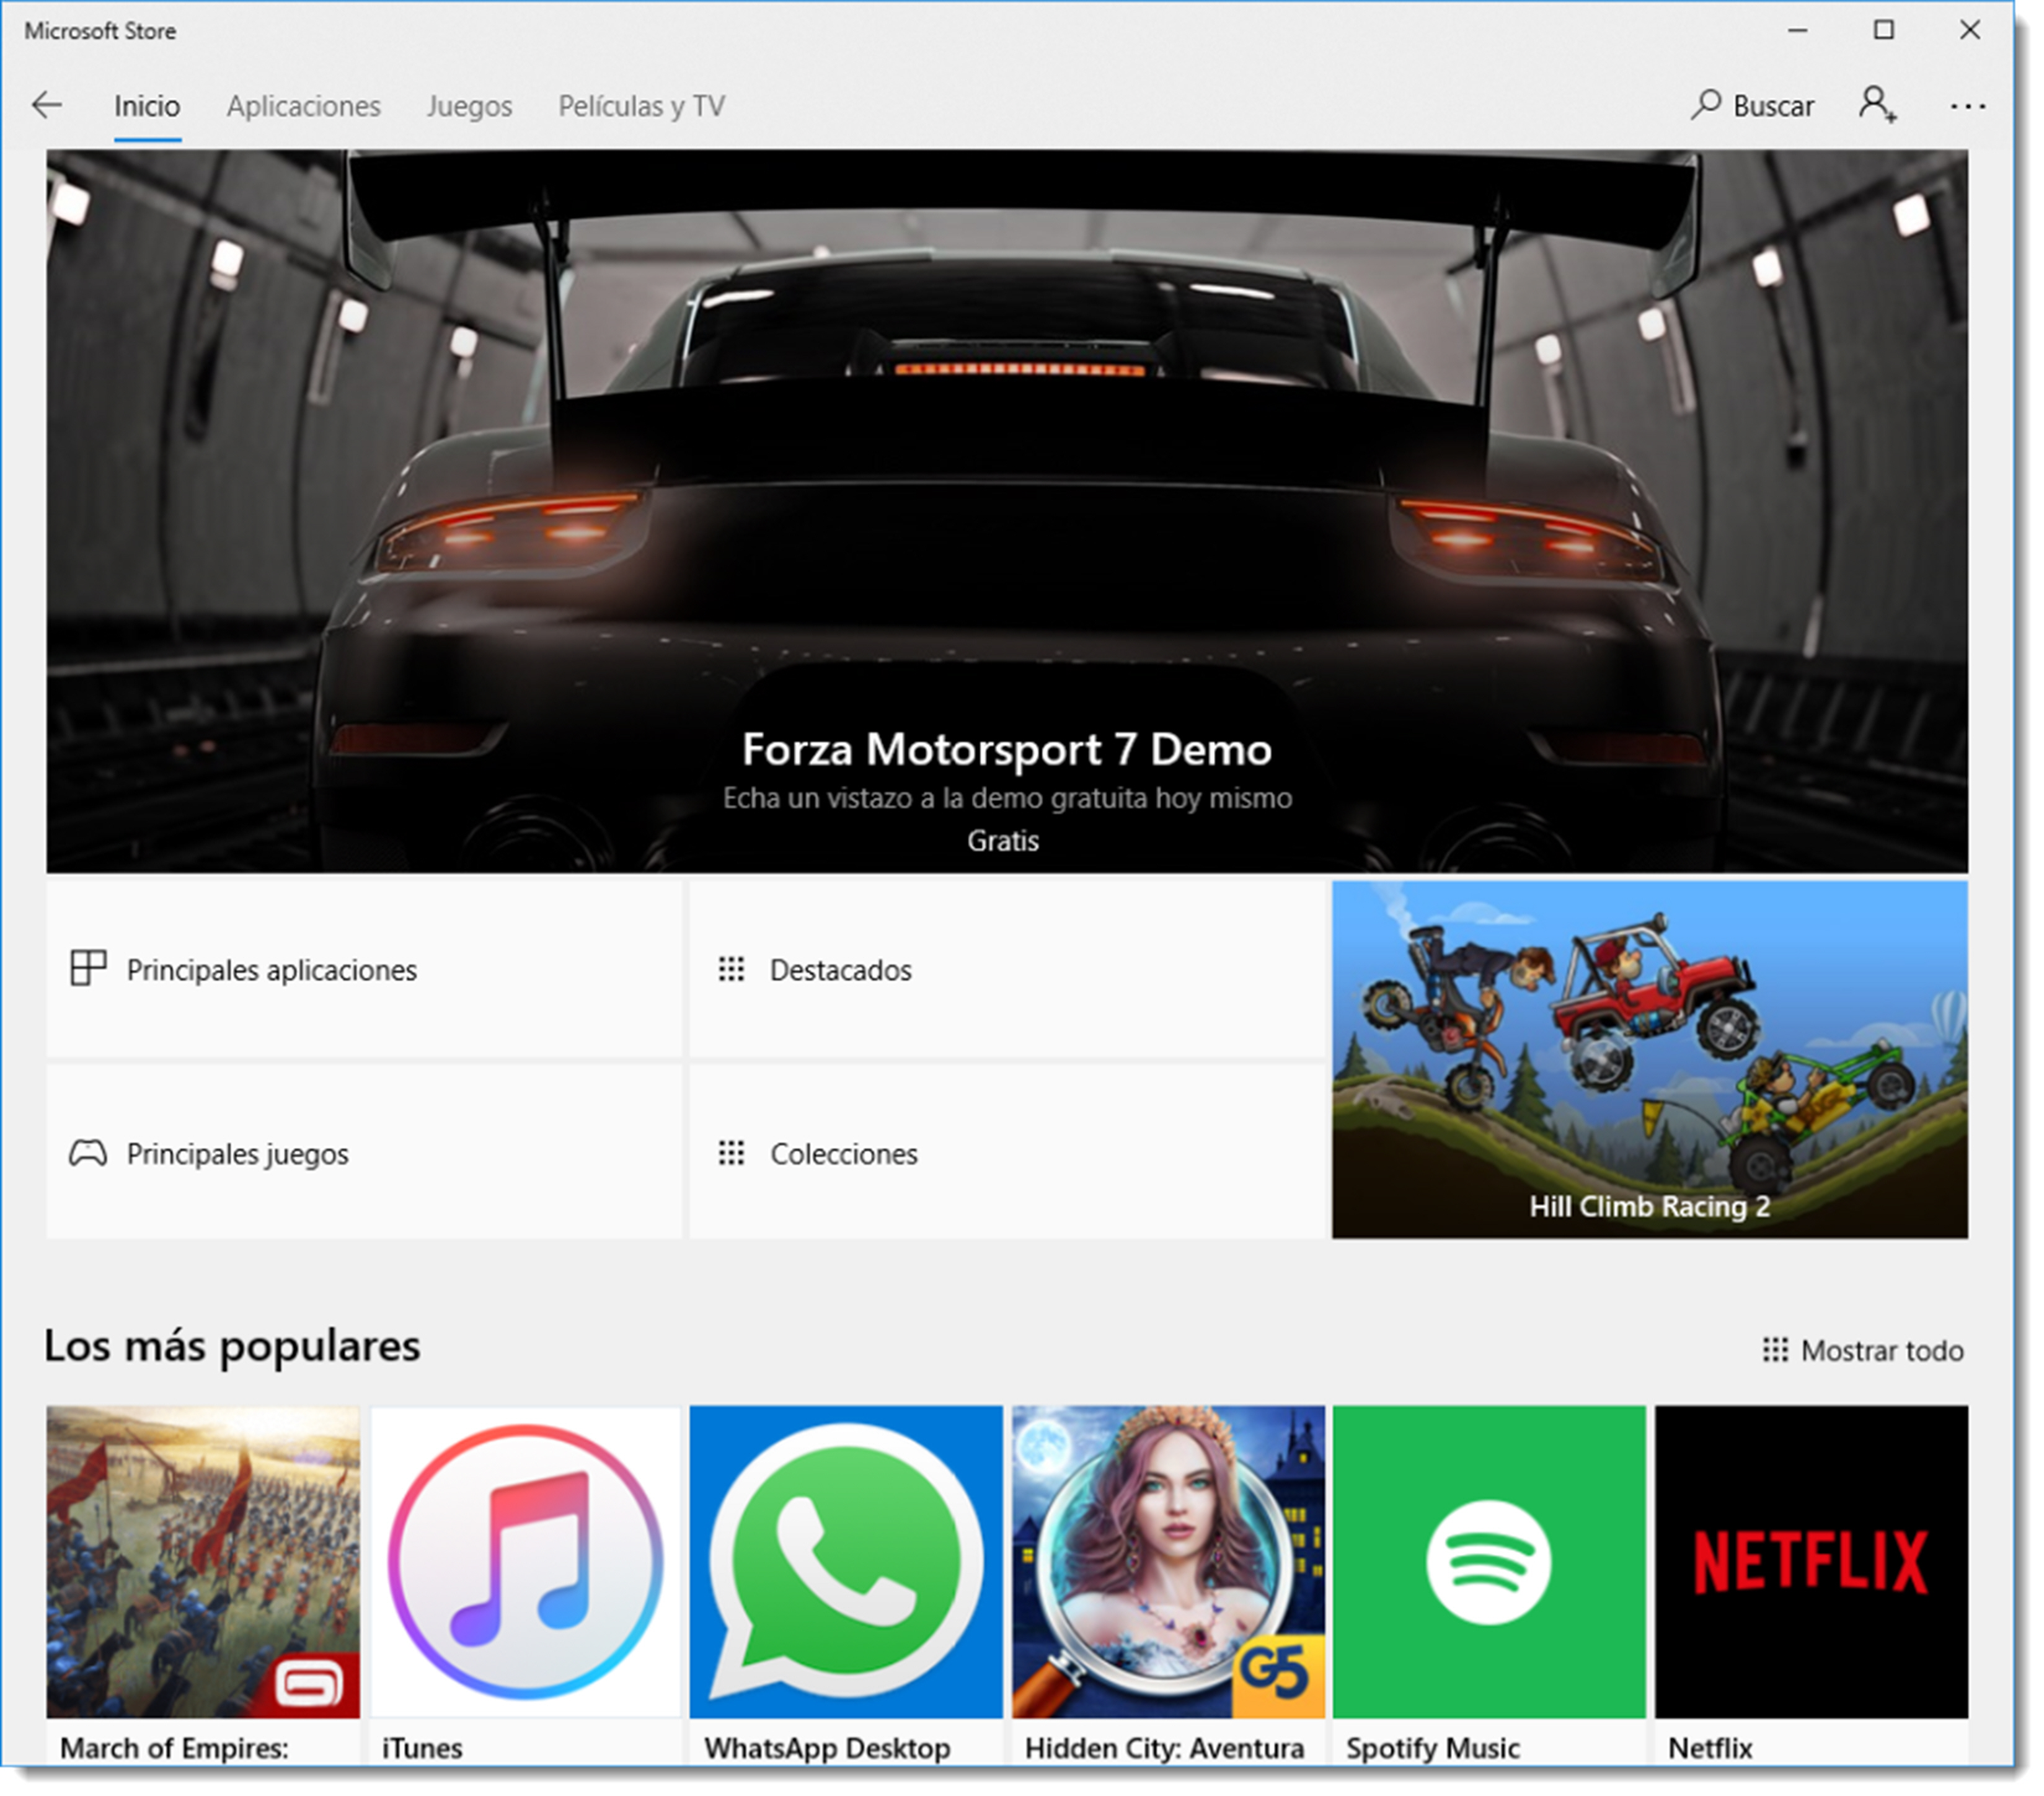 Microsoft Store
Inicio Aplicaciones Juegos Películas y TV Buscar
Forza Motorsport 7 Demo
Echa un vistazo a la demo gratuita hoy mismo
Gratis
Principales aplicaciones
Destacados
Principales juegos
Colecciones
Hill Climb Racing 2
Los más populares
Mostrar todo
G5
NETFLIX
March of Empires:
iTunes
WhatsApp Desktop
Hidden City: Aventura
Spotify Music
Netflix